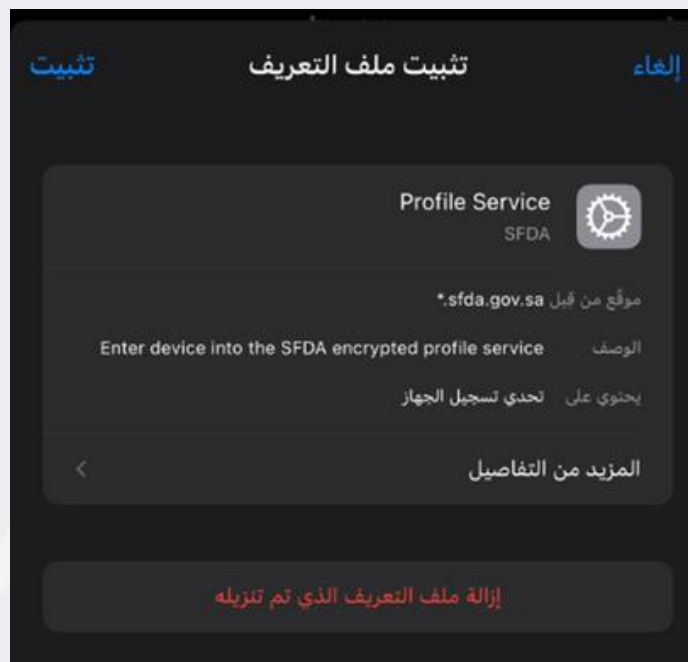 إلغاء
تثبيت ملف التعريف
تثبيت
Profile Service
SFDA
موقّع من قِبل *.sfda.gov.sa
الوصف Enter device into the SFDA encrypted profile service
يحتوي على تحدي تسجيل الجهاز
المزيد من التفاصيل
إزالة ملف التعريف الذي تم تنزيله